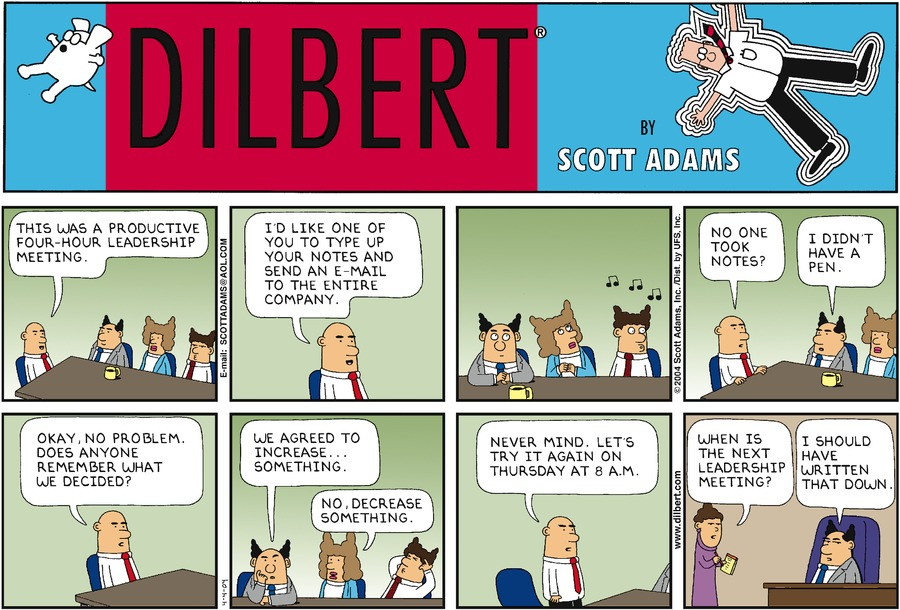 DILBERT®
BY
SCOTT ADAMS
THIS WAS A PRODUCTIVE
FOUR-HOUR LEADERSHIP
MEETING.
E-mail: SCOTTADAMS@AOL.COM
I'D LIKE ONE OF
YOU TO TYPE UP
YOUR NOTES AND
SEND AN E-MAIL
TO THE ENTIRE
COMPANY.
© 2004 Scott Adams, Inc./Dist. by UFS, Inc.
NO ONE
TOOK
NOTES?
I DIDN'T
HAVE A
PEN.
OKAY, NO PROBLEM.
DOES ANYONE
REMEMBER WHAT
WE DECIDED?
4-4-04
WE AGREED TO
INCREASE...
SOMETHING.
NO, DECREASE
SOMETHING.
NEVER MIND. LET'S
TRY IT AGAIN ON
THURSDAY AT 8 A.M.
www.dilbert.com
WHEN IS
THE NEXT
LEADERSHIP
MEETING?
I SHOULD
HAVE
WRITTEN
THAT DOWN.